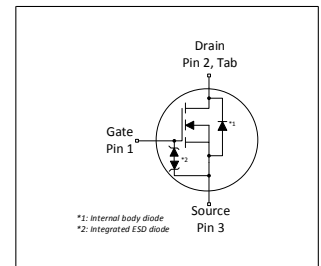 Drain
Pin 2, Tab
*1
Gate
Pin 1
*2
*1: Internal body diode
*2: Integrated ESD diode
Source
Pin 3